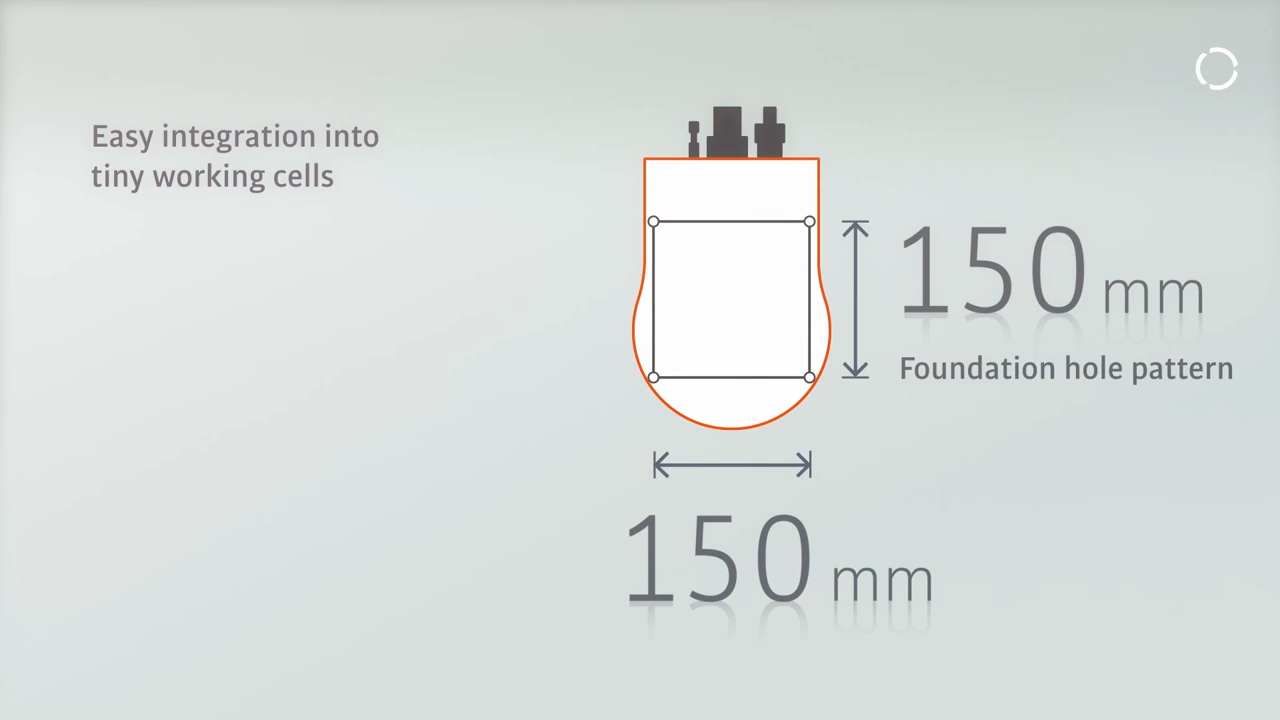 Easy integration into
tiny working cells
150 mm
Foundation hole pattern
150 mm